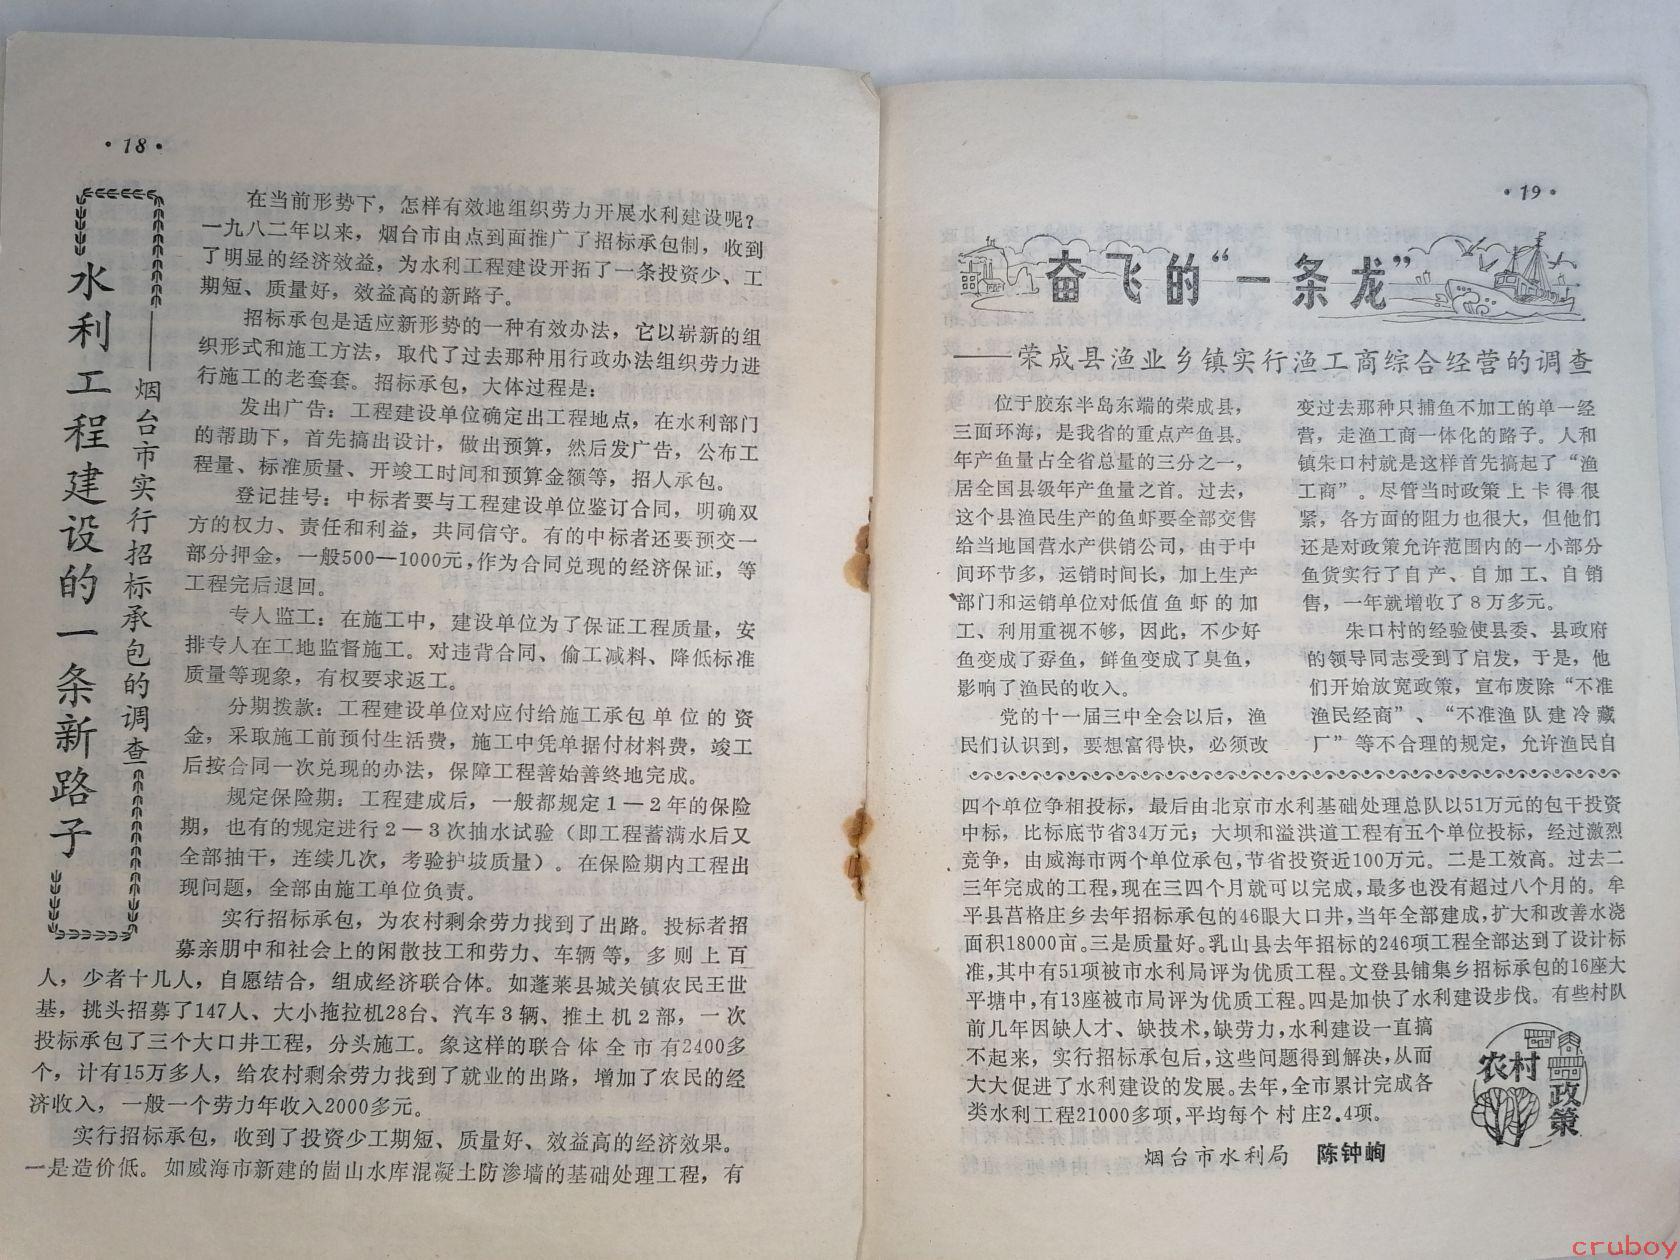 ·18·
水利工程建设的一条新路子
——烟台市实行招标承包的调查
在当前形势下，怎样有效地组织劳力开展水利建设呢？
一九八二年以来，烟台市由点到面推广了招标承包制，收到
了明显的经济效益，为水利工程建设开拓了一条投资少、工
期短、质量好，效益高的新路子。
招标承包是适应新形势的一种有效办法，它以崭新的组
织形式和施工方法，取代了过去那种用行政办法组织劳力进
行施工的老套套。招标承包，大体过程是：
发出广告：工程建设单位确定出工程地点，在水利部门
的帮助下，首先搞出设计，做出预算，然后发广告，公布工
程量、标准质量、开竣工时间和预算金额等，招人承包。
登记挂号：中标者要与工程建设单位鉴订合同，明确双
方的权力、责任和利益，共同信守。有的中标者还要预交一
部分押金，一般500—1000元，作为合同兑现的经济保证，等
工程完后退回。
专人监工：在施工中，建设单位为了保证工程质量，安
排专人在工地监督施工。对违背合同、偷工减料、降低标准
质量等现象，有权要求返工。
分期拨款：工程建设单位对应付给施工承包单位的资
金，采取施工前预付生活费，施工中凭单据付材料费，竣工
后按合同一次兑现的办法，保障工程善始善终地完成。
规定保险期：工程建成后，一般都规定1—2年的保险
期，也有的规定进行2—3次抽水试验（即工程蓄满水后又
全部抽干，连续几次，考验护坡质量）。在保险期内工程出
现问题，全部由施工单位负责。
实行招标承包，为农村剩余劳力找到了出路。投标者招
募亲朋中和社会上的闲散技工和劳力、车辆等，多则上百
人，少者十几人，自愿结合，组成经济联合体。如蓬莱县城关镇农民王世
基，挑头招募了147人、大小拖拉机28台、汽车3辆、推土机2部，一次
投标承包了三个大口井工程，分头施工。象这样的联合体全市有2400多
个，计有15万多人，给农村剩余劳力找到了就业的出路，增加了农民的经
济收入，一般一个劳力年收入2000多元。
实行招标承包，收到了投资少工期短、质量好、效益高的经济效果。
一是造价低。如威海市新建的崮山水库混凝土防渗墙的基础处理工程，有
·19·
奋飞的“一条龙”
——荣成县渔业乡镇实行渔工商综合经营的调查
位于胶东半岛东端的荣成县，
三面环海，是我省的重点产鱼县。
年产鱼量占全省总量的三分之一，
居全国县级年产鱼量之首。过去，
这个县渔民生产的鱼虾要全部交售
给当地国营水产供销公司，由于中
间环节多，运销时间长，加上生产
部门和运销单位对低值鱼虾的加
工、利用重视不够，因此，不少好
鱼变成了孬鱼，鲜鱼变成了臭鱼，
影响了渔民的收入。
党的十一届三中全会以后，渔
民们认识到，要想富得快，必须改
变过去那种只捕鱼不加工的单一经
营，走渔工商一体化的路子。人和
镇朱口村就是这样首先搞起了“渔
工商”。尽管当时政策上卡得很
紧，各方面的阻力也很大，但他们
还是对政策允许范围内的一小部分
鱼货实行了自产、自加工、自销
售，一年就增收了8万多元。
朱口村的经验使县委、县政府
的领导同志受到了启发，于是，他
们开始放宽政策，宣布废除“不准
渔民经商”、“不准渔队建冷藏
厂”等不合理的规定，允许渔民自
四个单位争相投标，最后由北京市水利基础处理总队以51万元的包干投资
中标，比标底节省34万元；大坝和溢洪道工程有五个单位投标，经过激烈
竞争，由威海市两个单位承包，节省投资近100万元。二是工效高。过去二
三年完成的工程，现在三四个月就可以完成，最多也没有超过八个月的。牟
平县莒格庄乡去年招标承包的46眼大口井，当年全部建成，扩大和改善水浇
面积18000亩。三是质量好。乳山县去年招标的246项工程全部达到了设计标
准，其中有51项被市水利局评为优质工程。文登县铺集乡招标承包的16座大
平塘中，有13座被市局评为优质工程。四是加快了水利建设步伐。有些村队
前几年因缺人才、缺技术，缺劳力，水利建设一直搞
不起来，实行招标承包后，这些问题得到解决，从而
大大促进了水利建设的发展。去年，全市累计完成各
类水利工程21000多项，平均每个村庄2.4项。
烟台市水利局 陈钟峋
农村政策
cruboy